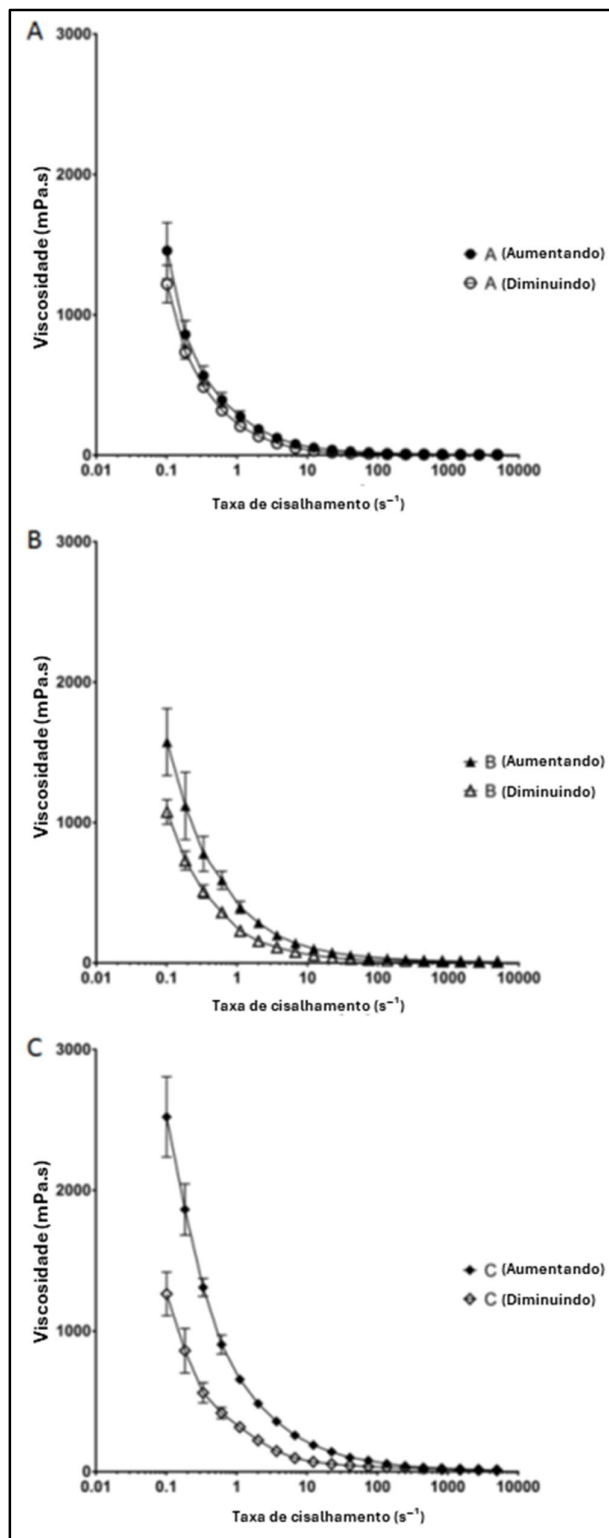 A
3000
2000
1000
0
Viscosidade (mPa.s)
A (Aumentando)
A (Diminuindo)
0.01 0.1 1 10 100 1000 10000
Taxa de cisalhamento (s⁻¹)
B
3000
2000
1000
0
Viscosidade (mPa.s)
B (Aumentando)
B (Diminuindo)
0.01 0.1 1 10 100 1000 10000
Taxa de cisalhamento (s⁻¹)
C
3000
2000
1000
0
Viscosidade (mPa.s)
C (Aumentando)
C (Diminuindo)
0.01 0.1 1 10 100 1000 10000
Taxa de cisalhamento (s⁻¹)